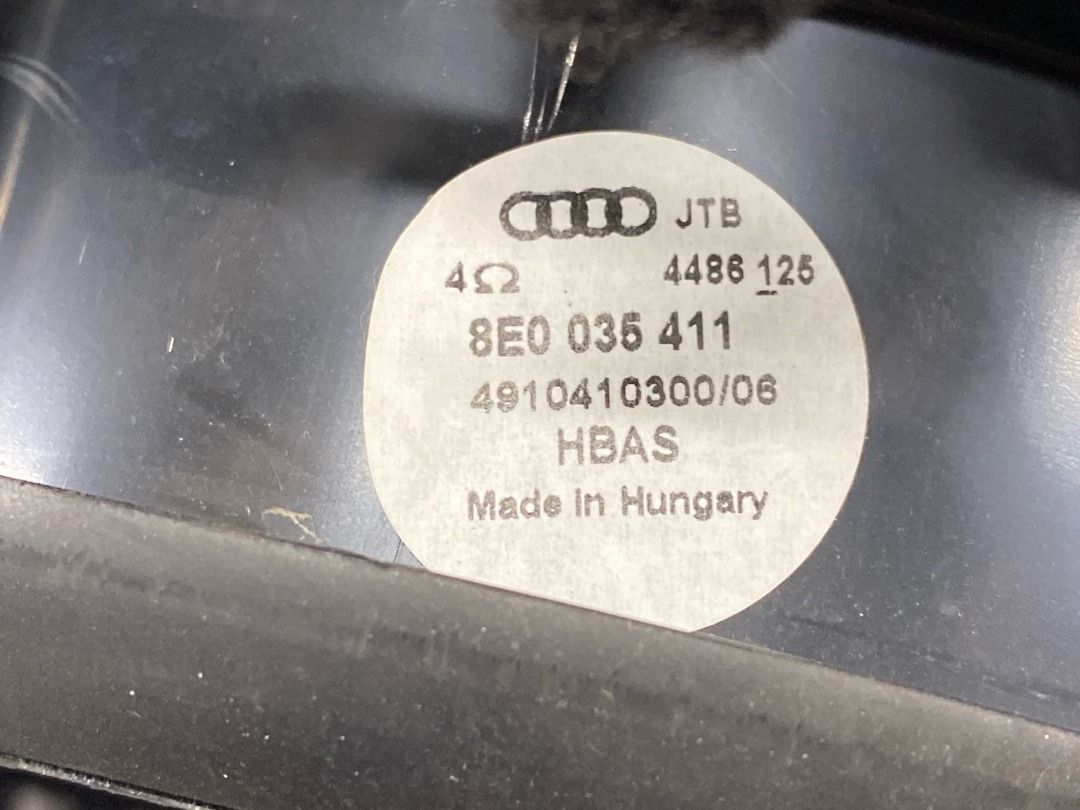 JTB
4Ω 4486 125
8E0 035 411
4910410300/06
HBAS
Made in Hungary